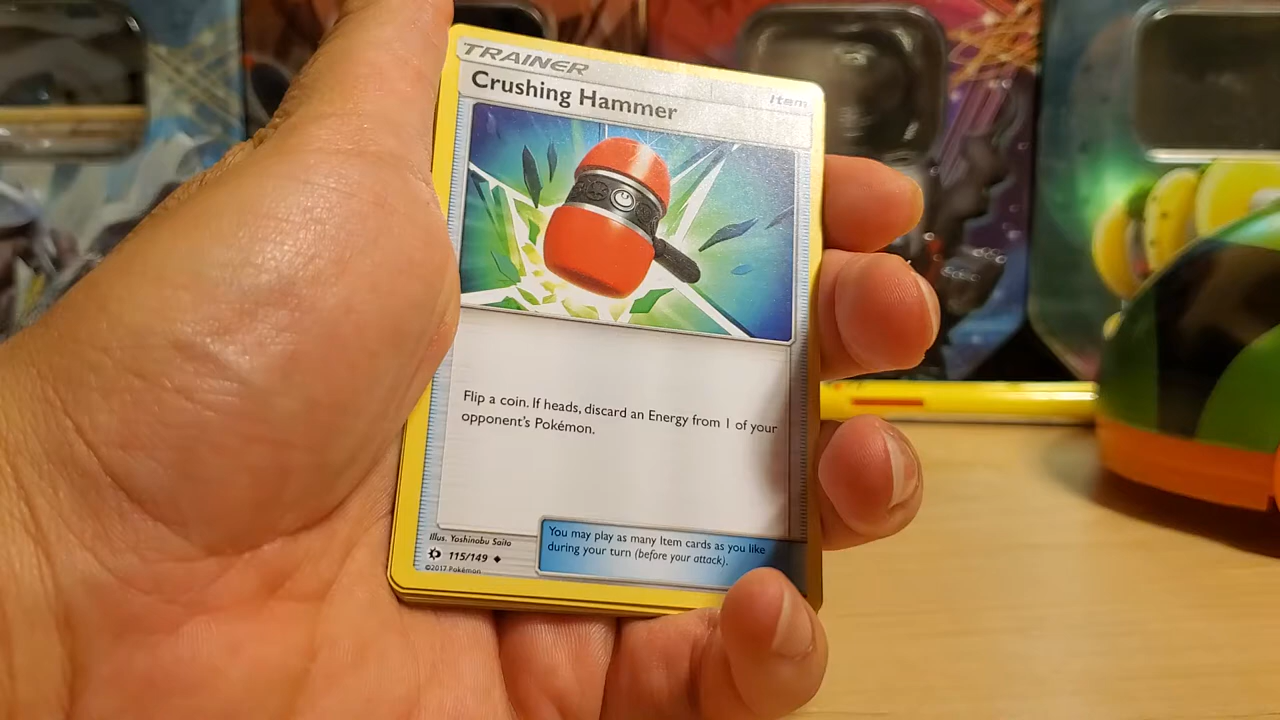 TRAINER
Item
Crushing Hammer
Flip a coin. If heads, discard an Energy from 1 of your
opponent's Pokémon.
You may play as many Item cards as you like
during your turn (before your attack).
Illus. Yoshinobu Saito
115/149
©2017 Pokémon